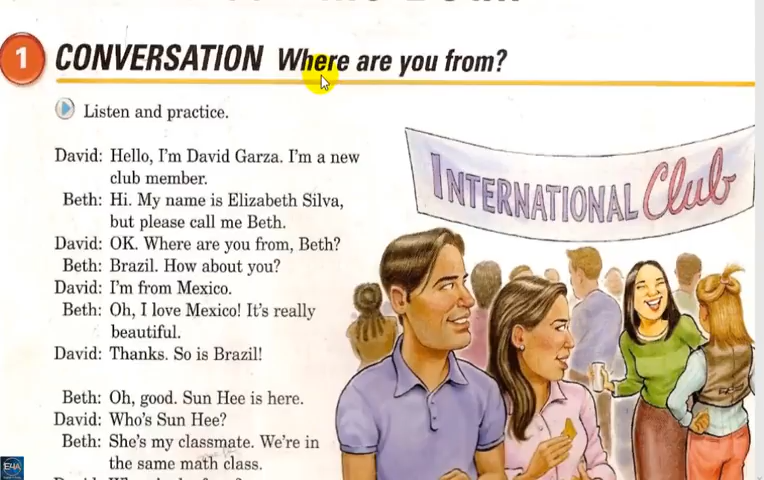 1 CONVERSATION Where are you from?
Listen and practice.
David: Hello, I'm David Garza. I'm a new
club member.
Beth: Hi. My name is Elizabeth Silva,
but please call me Beth.
David: OK. Where are you from, Beth?
Beth: Brazil. How about you?
David: I'm from Mexico.
Beth: Oh, I love Mexico! It's really
beautiful.
David: Thanks. So is Brazil!
Beth: Oh, good. Sun Hee is here.
David: Who's Sun Hee?
Beth: She's my classmate. We're in
the same math class.
INTERNATIONAL Club